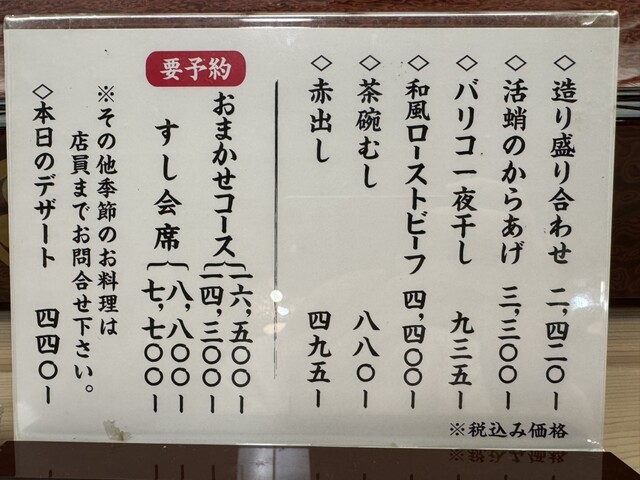 ◇造り盛り合わせ 二,四二〇ー
◇活蛸のからあげ 三,三〇〇ー
◇バリコ一夜干し 九三五ー
◇和風ローストビーフ 四,四〇〇ー
◇茶碗むし 八八〇ー
◇赤出し 四九五ー
※税込み価格
要予約
おまかせコース 一六,五〇〇ー
一四,三〇〇ー
すし会席 八,八〇〇ー
七,七〇〇ー
※その他季節のお料理は
店員までお問合せ下さい。
◇本日のデザート 四四〇ー